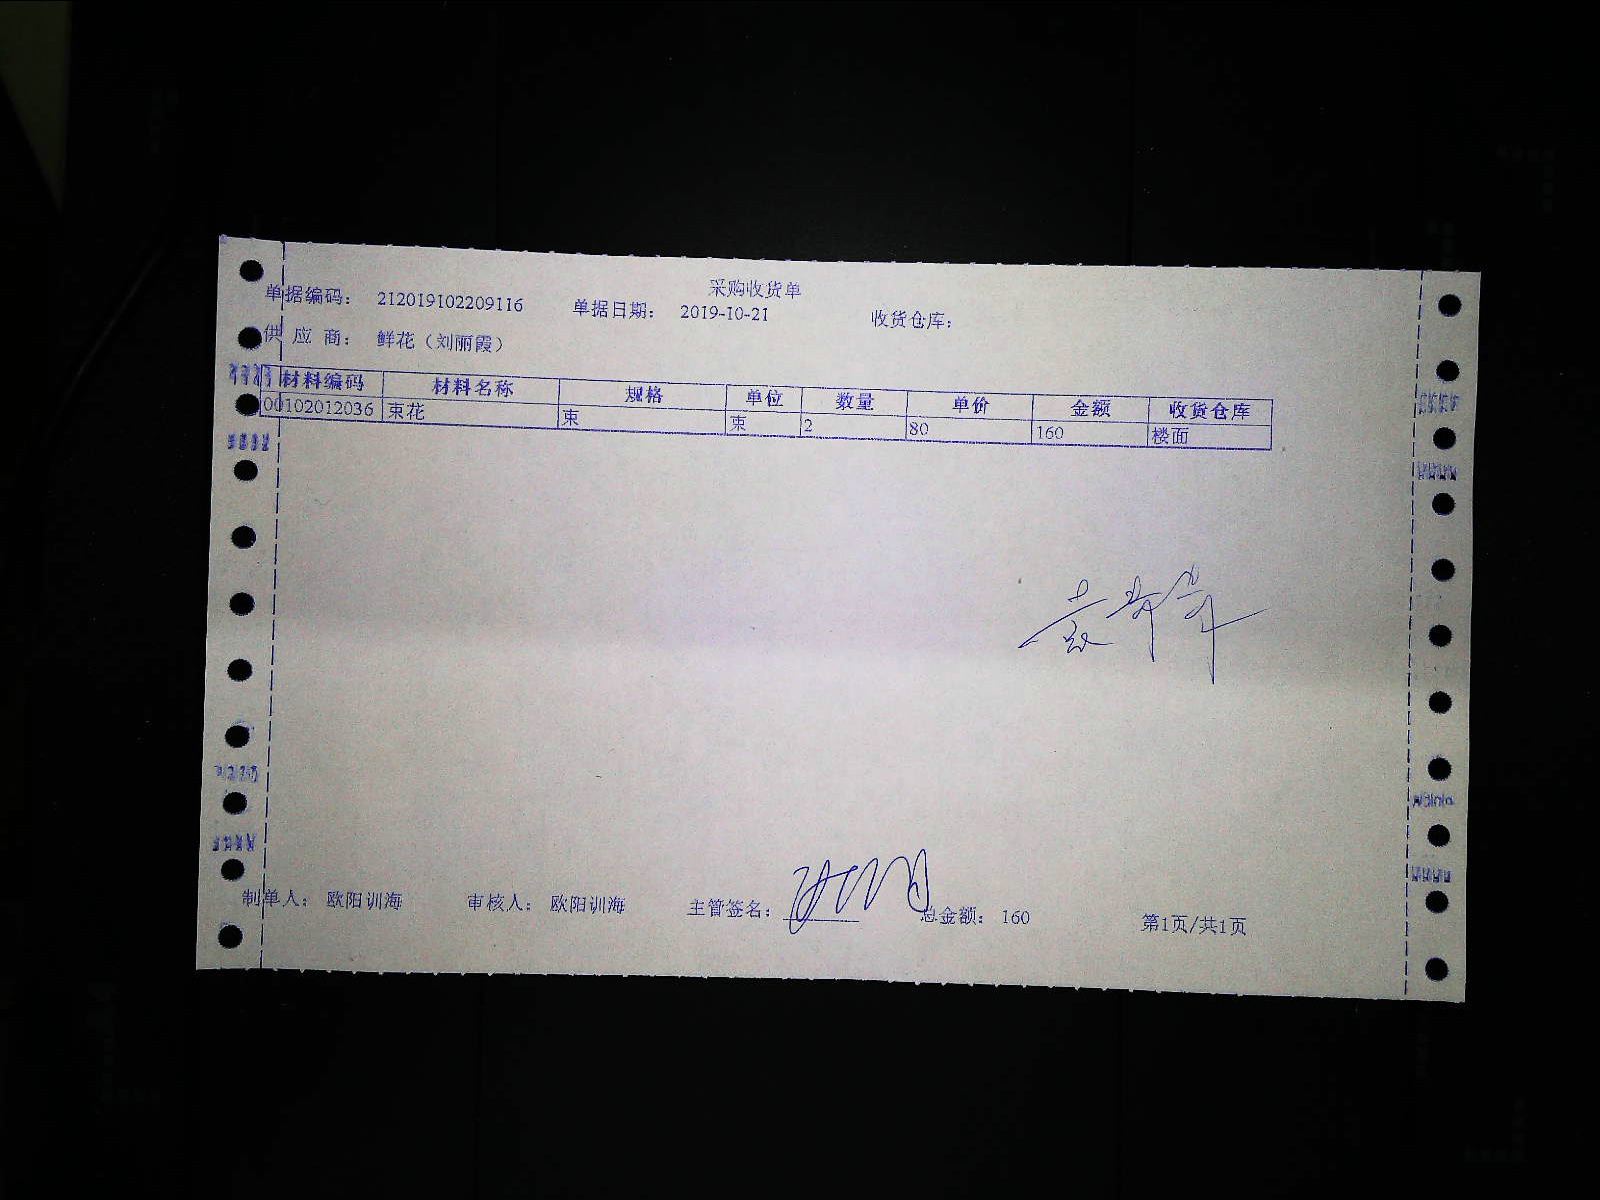 采购收货单
单据编码： 212019102209116 单据日期： 2019-10-21 收货仓库：
供 应 商： 鲜花（刘丽霞）
材料编码 材料名称 规格 单位 数量 单价 金额 收货仓库
00102012036 束花 束 束 2 80 160 楼面
制单人： 欧阳训海 审核人： 欧阳训海 主管签名： 总金额： 160 第1页/共1页